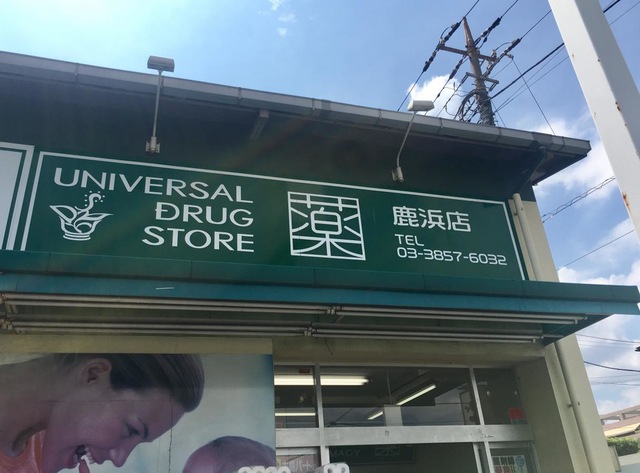 UNIVERSAL
DRUG
STORE
薬
鹿浜店
TEL
03-3857-6032